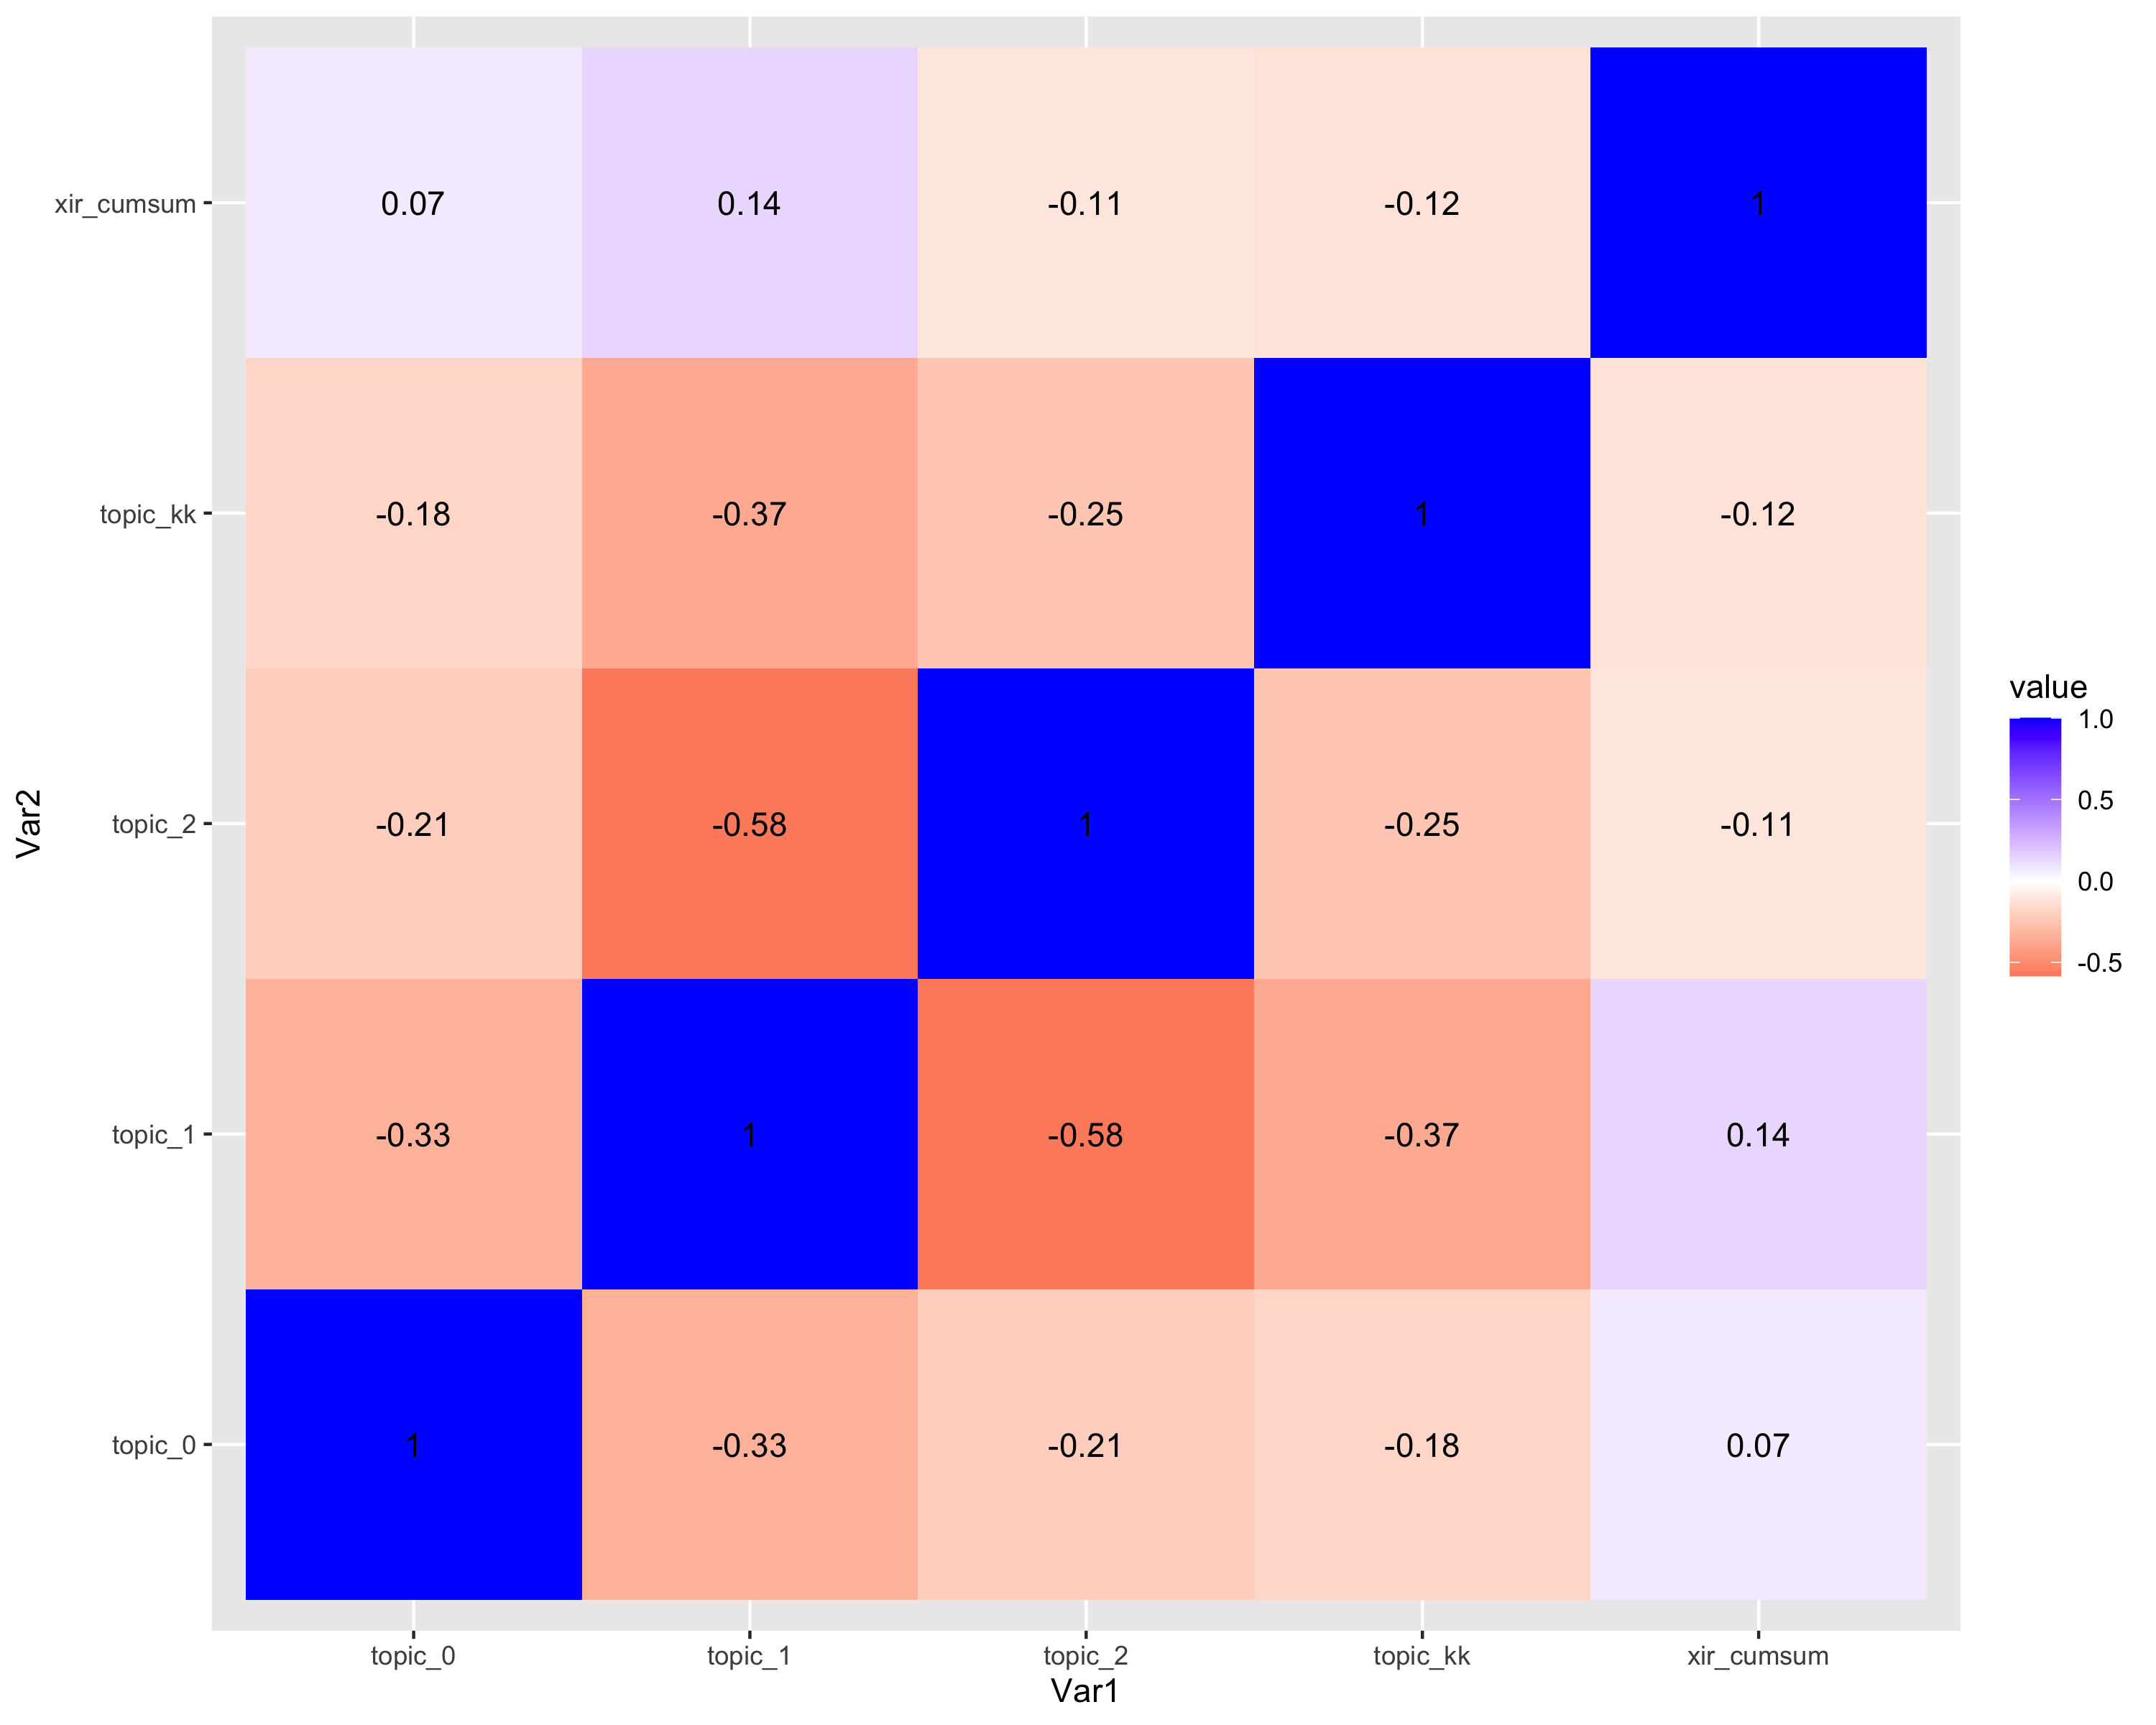 xir_cumsum 0.07 0.14 -0.11 -0.12 1
topic_kk -0.18 -0.37 -0.25 1 -0.12
topic_2 -0.21 -0.58 1 -0.25 -0.11
topic_1 -0.33 1 -0.58 -0.37 0.14
topic_0 1 -0.33 -0.21 -0.18 0.07
topic_0 topic_1 topic_2 topic_kk xir_cumsum
Var1
Var2
value
1.0
0.5
0.0
-0.5